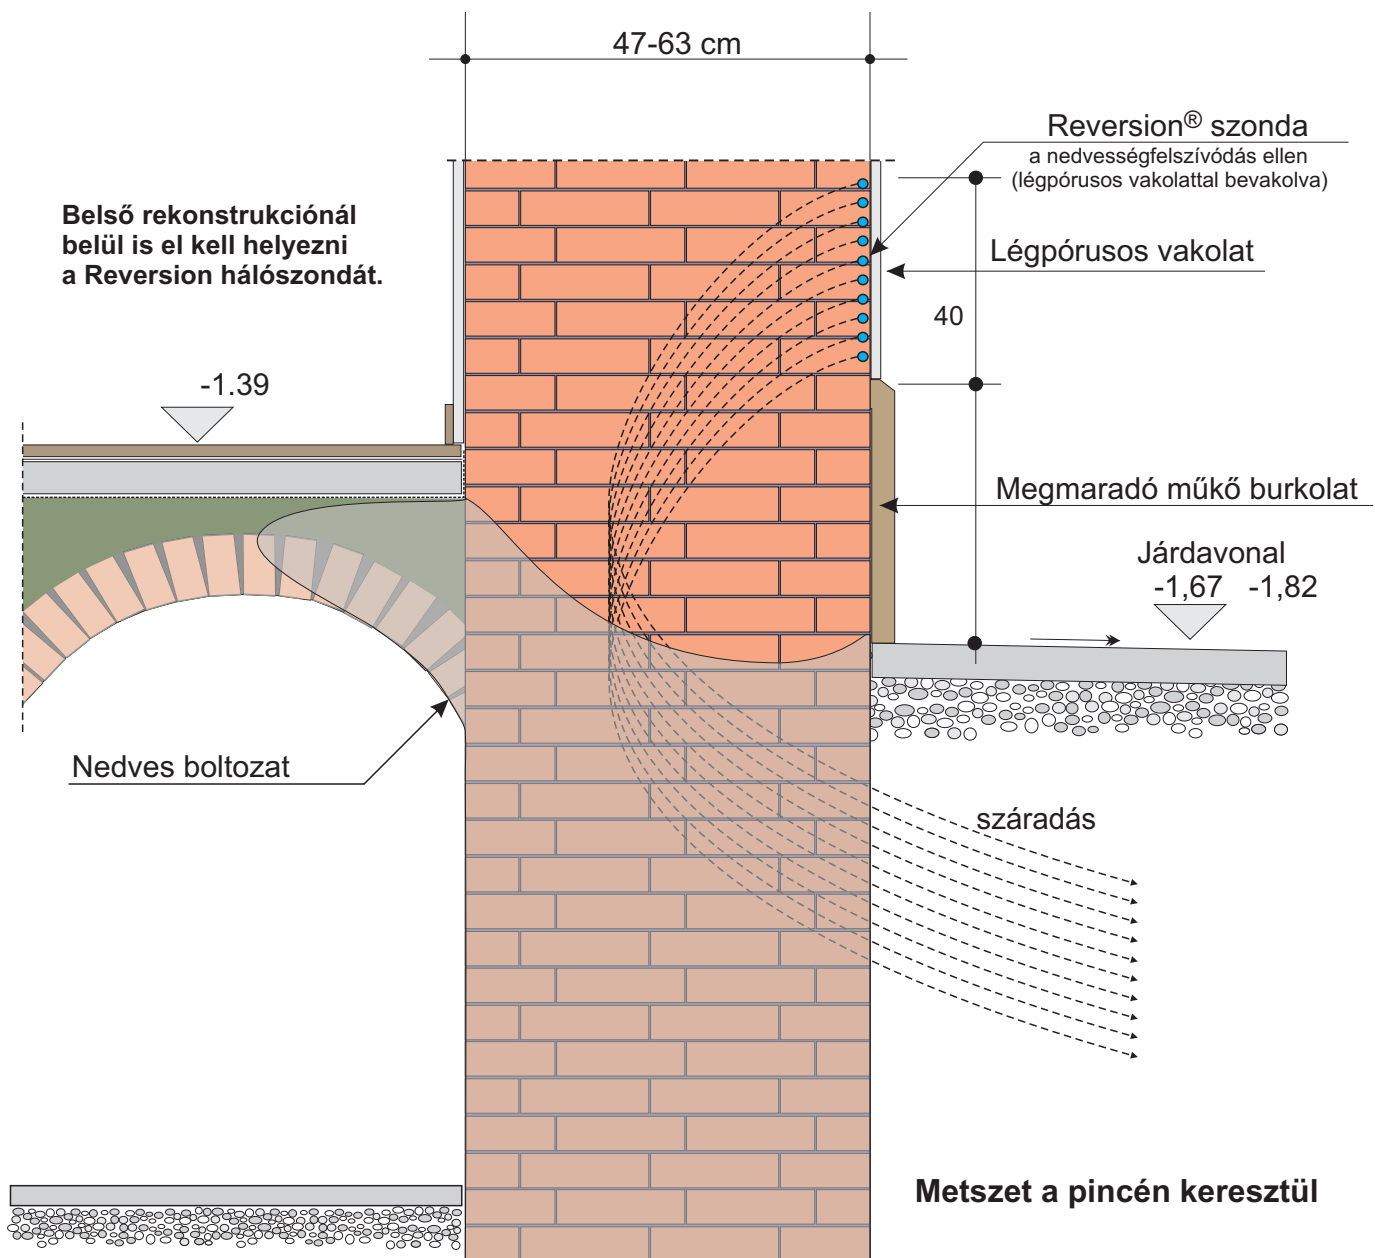 47-63 cm
Reversion® szonda
a nedvességfelszívódás ellen
(légpórusos vakolattal bevakolva)
Belső rekonstrukciónál
belül is el kell helyezni
a Reversion hálószondát.
Légpórusos vakolat
40
-1.39
Megmaradó műkő burkolat
Járdavonal
-1,67 -1,82
Nedves boltozat
száradás
Metszet a pincén keresztül